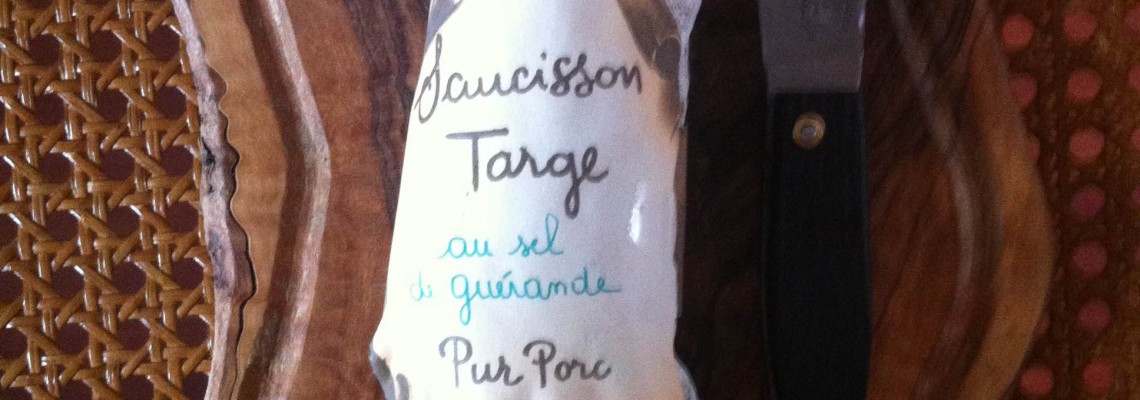 Saucisson
Targe
au sel
de guérande
Pur Porc